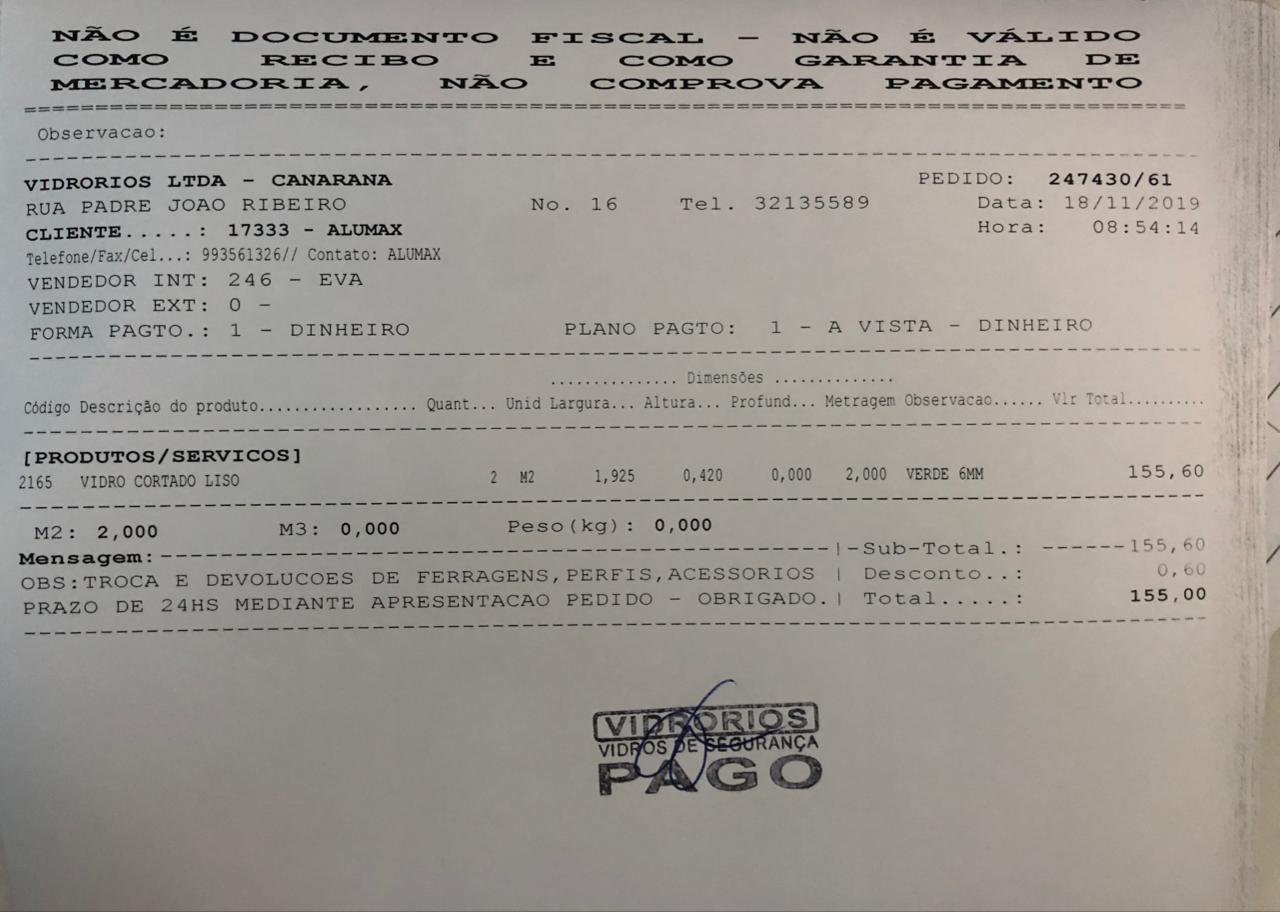 NÃO É DOCUMENTO FISCAL - NÃO É VÁLIDO
COMO RECIBO E COMO GARANTIA DE
MERCADORIA, NÃO COMPROVA PAGAMENTO
Observacao:
VIDRORIOS LTDA - CANARANA PEDIDO: 247430/61
RUA PADRE JOAO RIBEIRO No. 16 Tel. 32135589 Data: 18/11/2019
CLIENTE.....: 17333 - ALUMAX Hora: 08:54:14
Telefone/Fax/Cel...: 993561326// Contato: ALUMAX
VENDEDOR INT: 246 - EVA
VENDEDOR EXT: 0 -
FORMA PAGTO.: 1 - DINHEIRO PLANO PAGTO: 1 - A VISTA - DINHEIRO
............... Dimensões ..............
Código Descrição do produto.................. Quant... Unid Largura... Altura... Profund... Metragem Observacao...... Vlr Total.........
[PRODUTOS/SERVICOS]
2165 VIDRO CORTADO LISO 2 M2 1,925 0,420 0,000 2,000 VERDE 6MM 155,60
M2: 2,000 M3: 0,000 Peso(kg): 0,000
Mensagem:-----------------------------------------------|-Sub-Total.: ------155,60
OBS:TROCA E DEVOLUCOES DE FERRAGENS,PERFIS,ACESSORIOS | Desconto..: 0,60
PRAZO DE 24HS MEDIANTE APRESENTACAO PEDIDO - OBRIGADO.| Total.....: 155,00
VIDRORIOS
VIDROS DE SEGURANÇA
PAGO